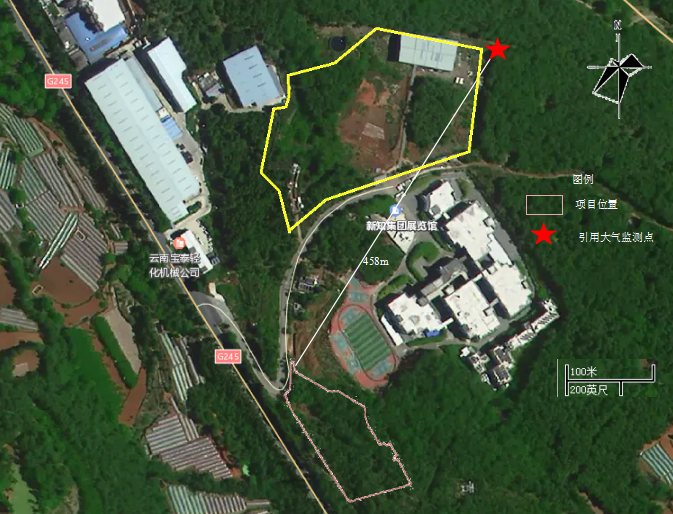 N
G245
图例
项目位置
新知集团展览馆
引用大气监测点
云南宝泰轻
化机械公司
458m
G245
100米
200英尺